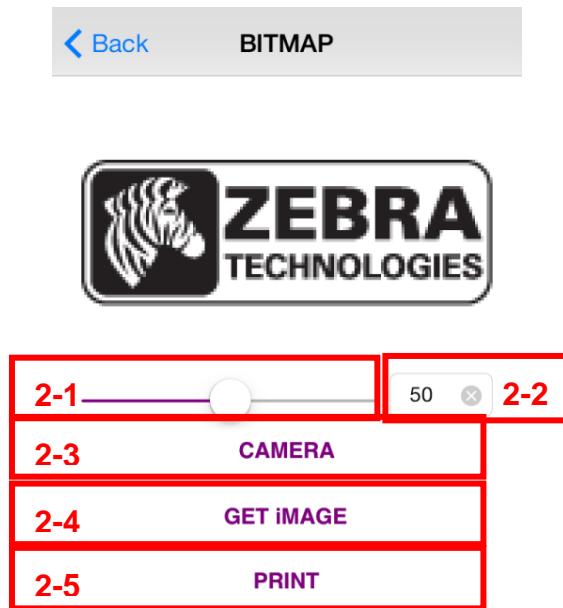 Back BITMAP
ZEBRA
TECHNOLOGIES
2-1 50 2-2
2-3 CAMERA
2-4 GET iMAGE
2-5 PRINT